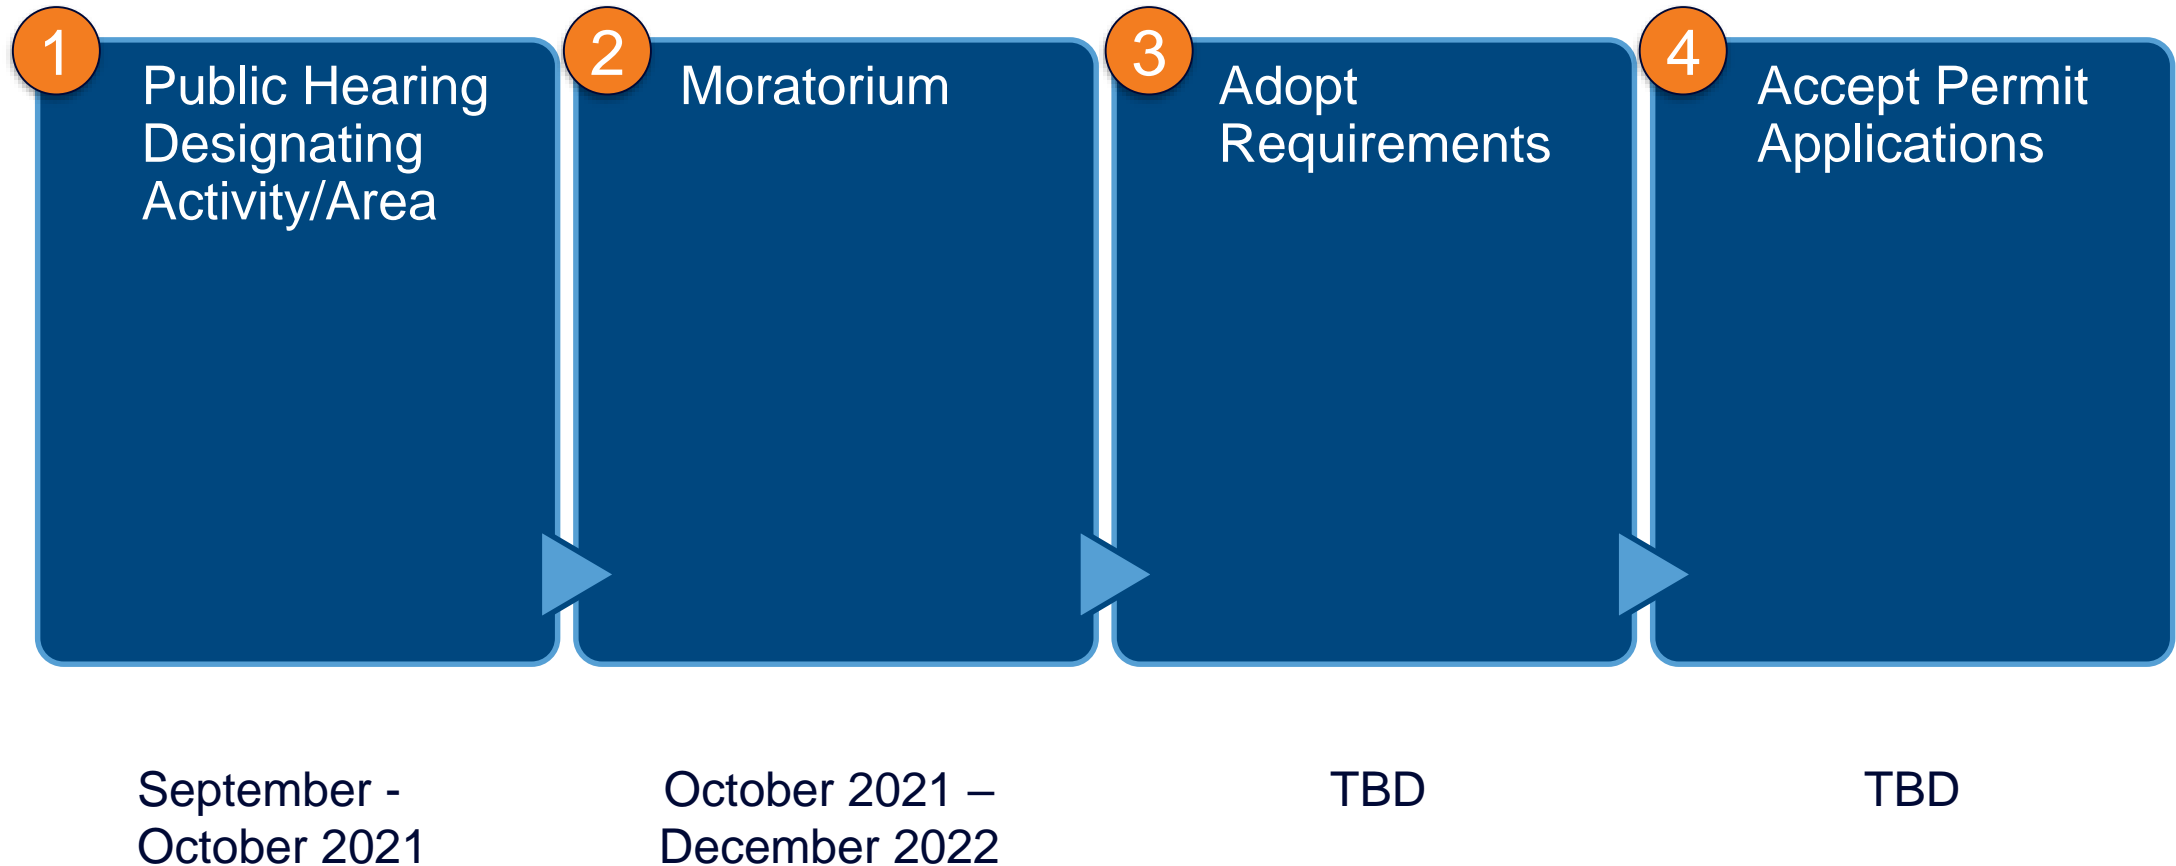 1
Public Hearing
Designating
Activity/Area
2
Moratorium
3
Adopt
Requirements
4
Accept Permit
Applications
September -
October 2021
October 2021 –
December 2022
TBD
TBD